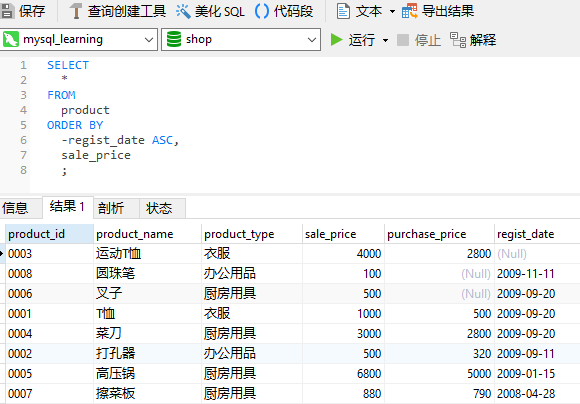 保存 查询创建工具 美化 SQL 代码段 文本 导出结果
mysql_learning shop 运行 停止 解释
1 SELECT
2 *
3 FROM
4 product
5 ORDER BY
6 -regist_date ASC,
7 sale_price
8 ;
信息 结果 1 剖析 状态
product_id product_name product_type sale_price purchase_price regist_date
0003 运动T恤 衣服 4000 2800 (Null)
0008 圆珠笔 办公用品 100 (Null) 2009-11-11
0006 叉子 厨房用具 500 (Null) 2009-09-20
0001 T恤 衣服 1000 500 2009-09-20
0004 菜刀 厨房用具 3000 2800 2009-09-20
0002 打孔器 办公用品 500 320 2009-09-11
0005 高压锅 厨房用具 6800 5000 2009-01-15
0007 擦菜板 厨房用具 880 790 2008-04-28